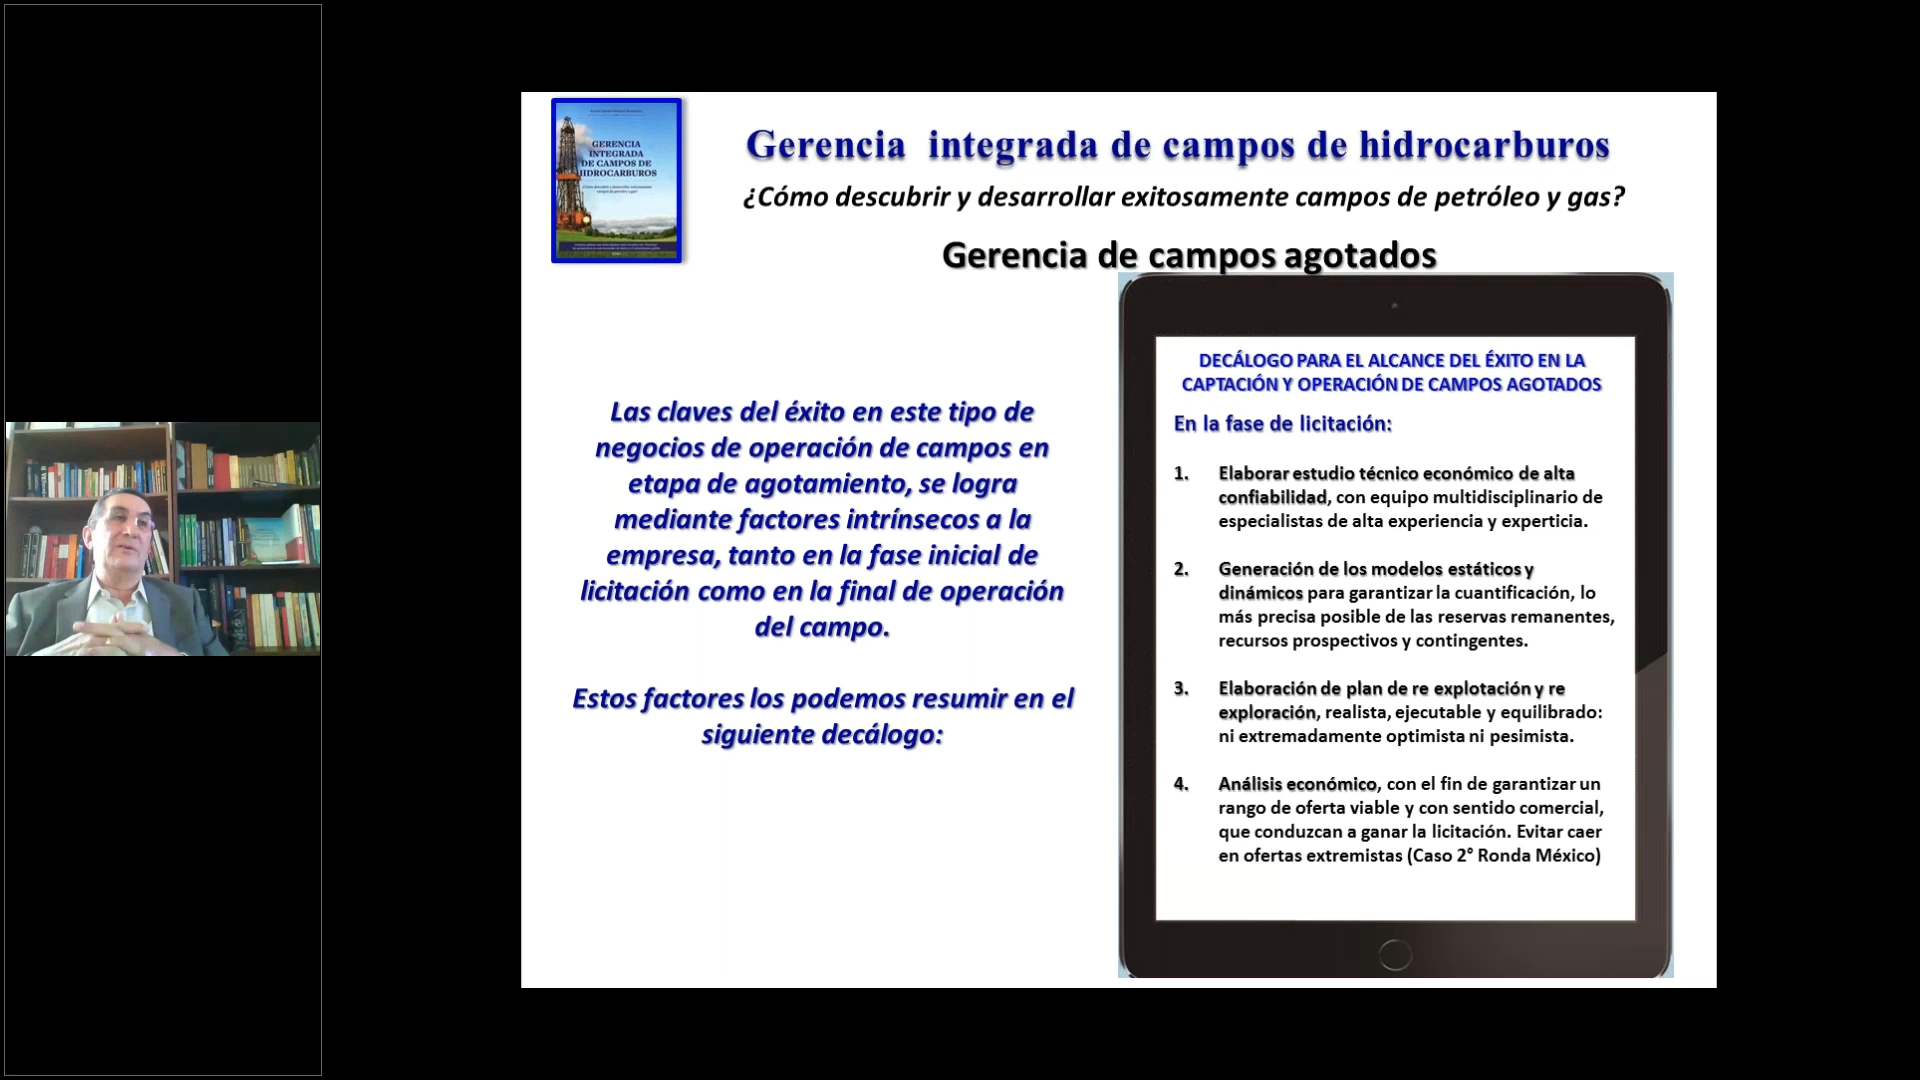 GERENCIA
INTEGRADA
DE CAMPOS DE
HIDROCARBUROS
Gerencia integrada de campos de hidrocarburos
¿Cómo descubrir y desarrollar exitosamente campos de petróleo y gas?
Gerencia de campos agotados
Las claves del éxito en este tipo de
negocios de operación de campos en
etapa de agotamiento, se logra
mediante factores intrínsecos a la
empresa, tanto en la fase inicial de
licitación como en la final de operación
del campo.
Estos factores los podemos resumir en el
siguiente decálogo:
DECÁLOGO PARA EL ALCANCE DEL ÉXITO EN LA
CAPTACIÓN Y OPERACIÓN DE CAMPOS AGOTADOS
En la fase de licitación:
1. Elaborar estudio técnico económico de alta
confiabilidad, con equipo multidisciplinario de
especialistas de alta experiencia y experticia.
2. Generación de los modelos estáticos y
dinámicos para garantizar la cuantificación, lo
más precisa posible de las reservas remanentes,
recursos prospectivos y contingentes.
3. Elaboración de plan de re explotación y re
exploración, realista, ejecutable y equilibrado:
ni extremadamente optimista ni pesimista.
4. Análisis económico, con el fin de garantizar un
rango de oferta viable y con sentido comercial,
que conduzcan a ganar la licitación. Evitar caer
en ofertas extremistas (Caso 2° Ronda México)